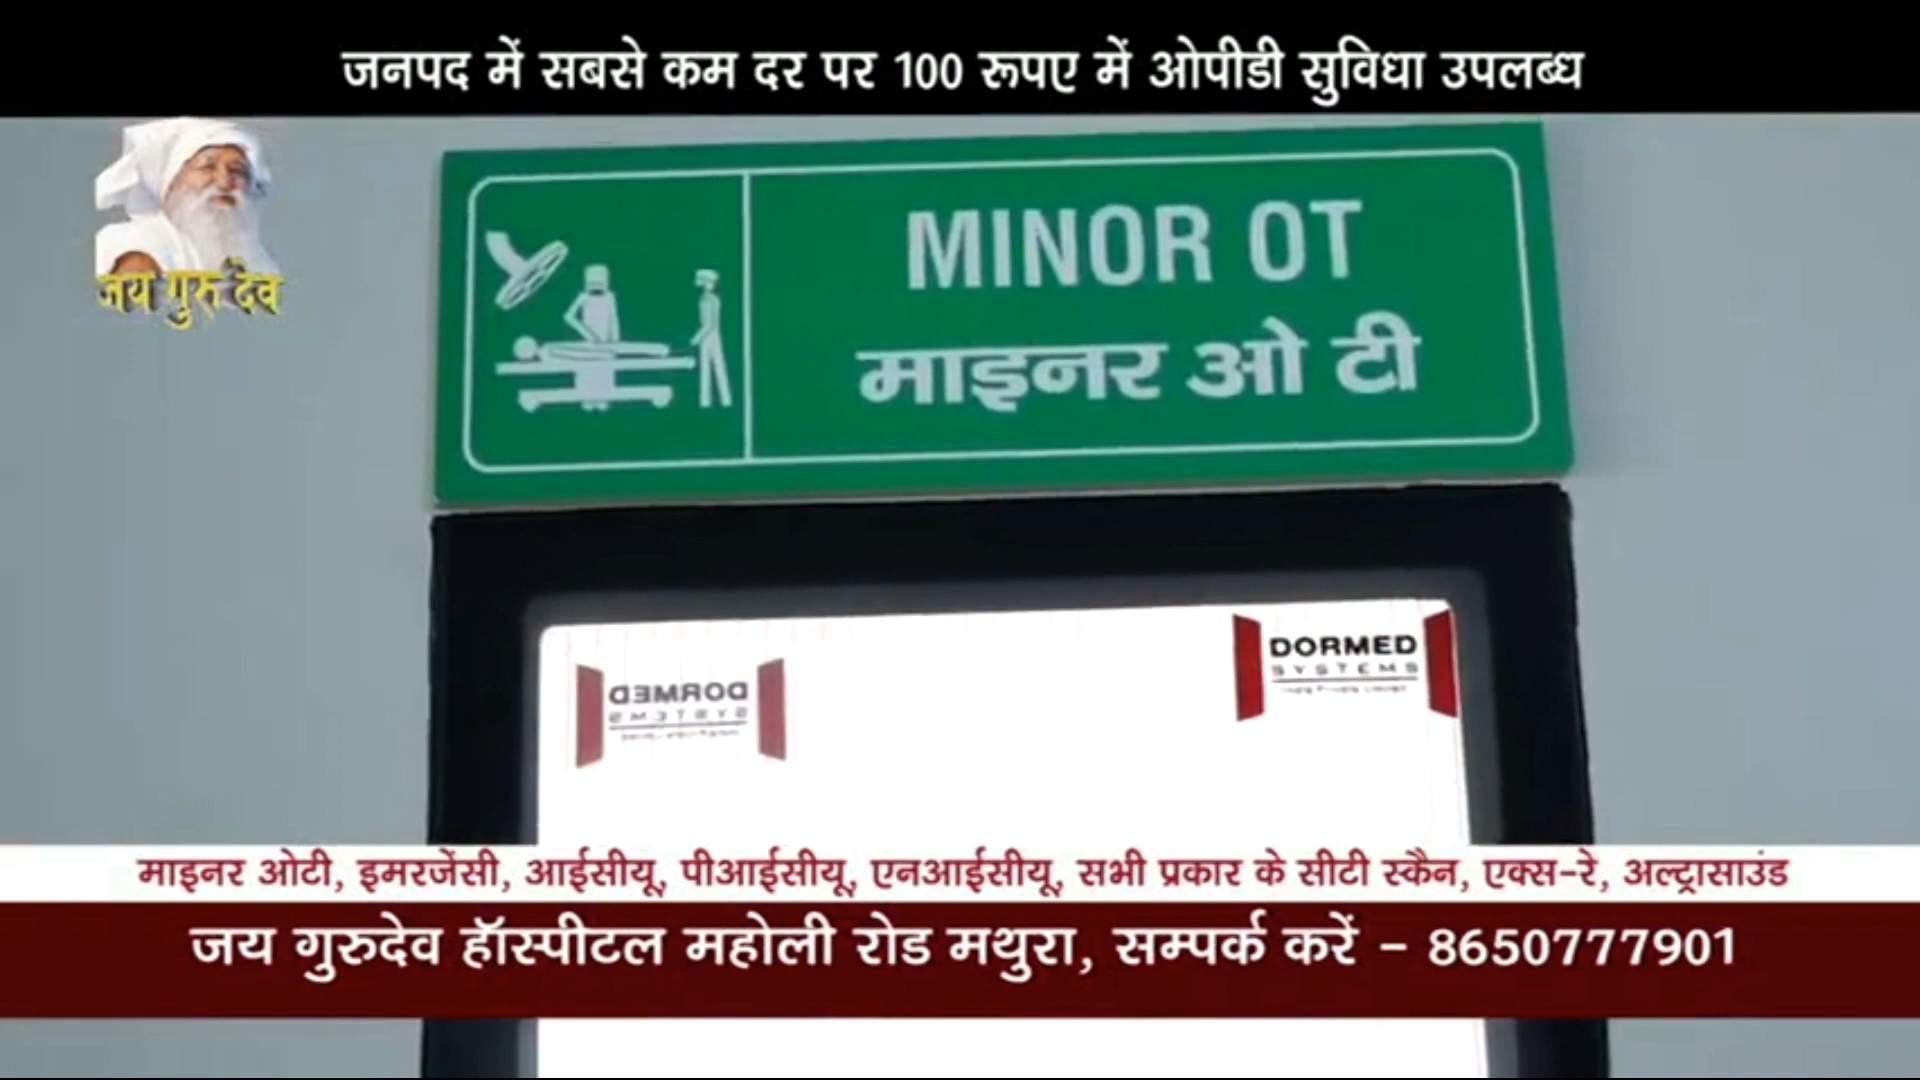 जनपद में सबसे कम दर पर 100 रूपए में ओपीडी सुविधा उपलब्ध
जय गुरु देव
MINOR OT
माइनर ओ टी
DORMED
SYSTEMS
DORMED
SYSTEMS
माइनर ओटी, इमरजेंसी, आईसीयू, पीआईसीयू, एनआईसीयू, सभी प्रकार के सीटी स्कैन, एक्स-रे, अल्ट्रासाउंड
जय गुरुदेव हॉस्पीटल महोली रोड मथुरा, सम्पर्क करें - 8650777901